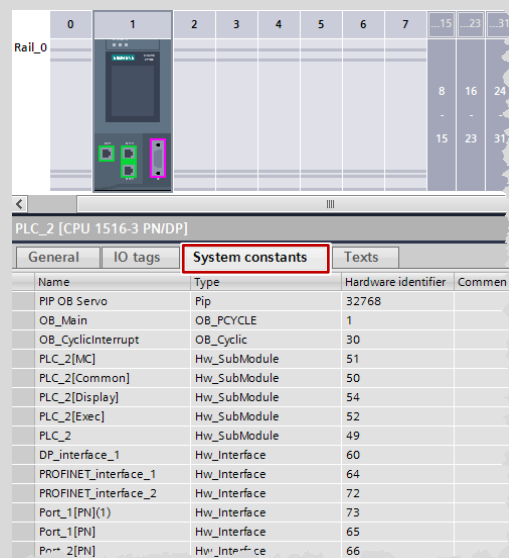 0 1 2 3 4 5 6 7 ...15 ...23 ...31
Rail_0
SIEMENS
8 16 24
- - -
15 23 31
PLC_2 [CPU 1516-3 PN/DP]
General IO tags System constants Texts
Name Type Hardware identifier Commen
PIP OB Servo Pip 32768
OB_Main OB_PCYCLE 1
OB_CyclicInterrupt OB_Cyclic 30
PLC_2[MC] Hw_SubModule 51
PLC_2[Common] Hw_SubModule 50
PLC_2[Display] Hw_SubModule 54
PLC_2[Exec] Hw_SubModule 52
PLC_2 Hw_SubModule 49
DP_interface_1 Hw_Interface 60
PROFINET_interface_1 Hw_Interface 64
PROFINET_interface_2 Hw_Interface 72
Port_1[PN](1) Hw_Interface 73
Port_1[PN] Hw_Interface 65
Port_2[PN] Hw_Interface 66